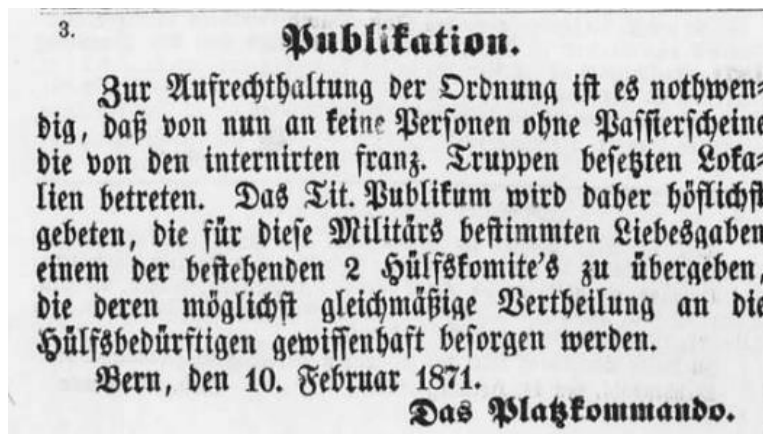 3.
Publikation.
Zur Aufrechthaltung der Ordnung ist es nothwen=
dig, daß von nun an keine Personen ohne Passierscheine
die von den internirten franz. Truppen besetzten Loka=
lien betreten. Das Tit. Publikum wird daher höflichst
gebeten, die für diese Militärs bestimmten Liebesgaben
einem der bestehenden 2 Hülfskomite's zu übergeben,
die deren möglichst gleichmäßige Vertheilung an die
Hülfsbedürftigen gewissenhaft besorgen werden.
Bern, den 10. Februar 1871.
Das Platzkommando.